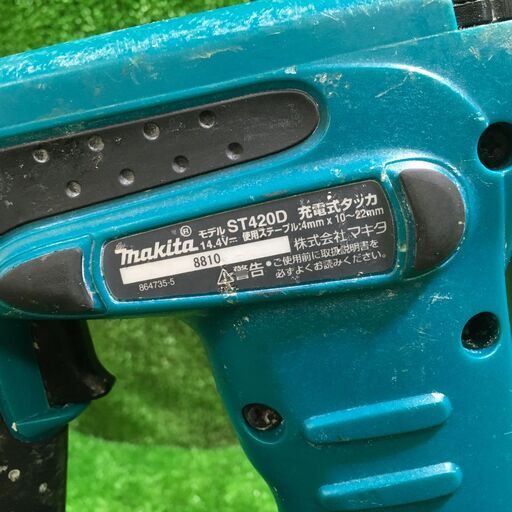 makita® モデル ST420D 充電式タッカ
14.4V⎓ 使用ステープル:4mm x 10～22mm
8810 株式会社マキタ
864735-5
⚠警告 ● ご使用前に取扱説明書を
必ずよくお読みください。